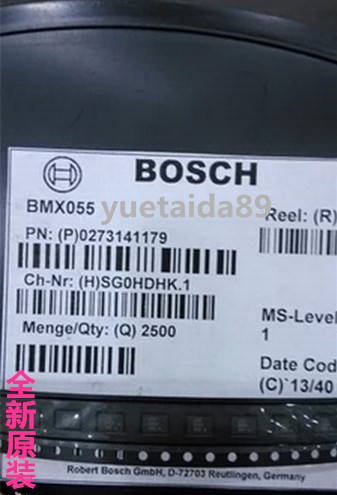 BOSCH
BMX055
yuetaida89
Reel: (R)
PN: (P)0273141179
Ch-Nr: (H)SG0HDHK.1
MS-Level
1
Menge/Qty: (Q) 2500
Date Cod
(C)`13/40
全新原装
Robert Bosch GmbH, D-72703 Reutlingen, Germany